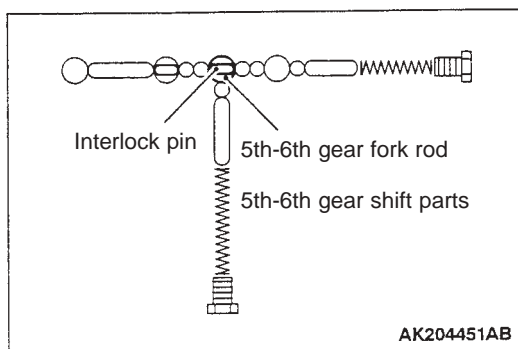 Interlock pin
5th-6th gear fork rod
5th-6th gear shift parts
AK204451AB